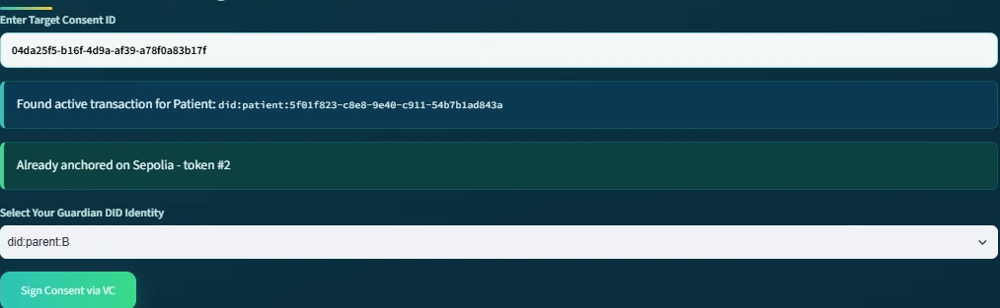 Enter Target Consent ID
04da25f5-b16f-4d9a-af39-a78f0a83b17f
Found active transaction for Patient: did:patient:5f01f823-c8e8-9e40-c911-54b7b1ad843a
Already anchored on Sepolia - token #2
Select Your Guardian DID Identity
did:parent:B
Sign Consent via VC